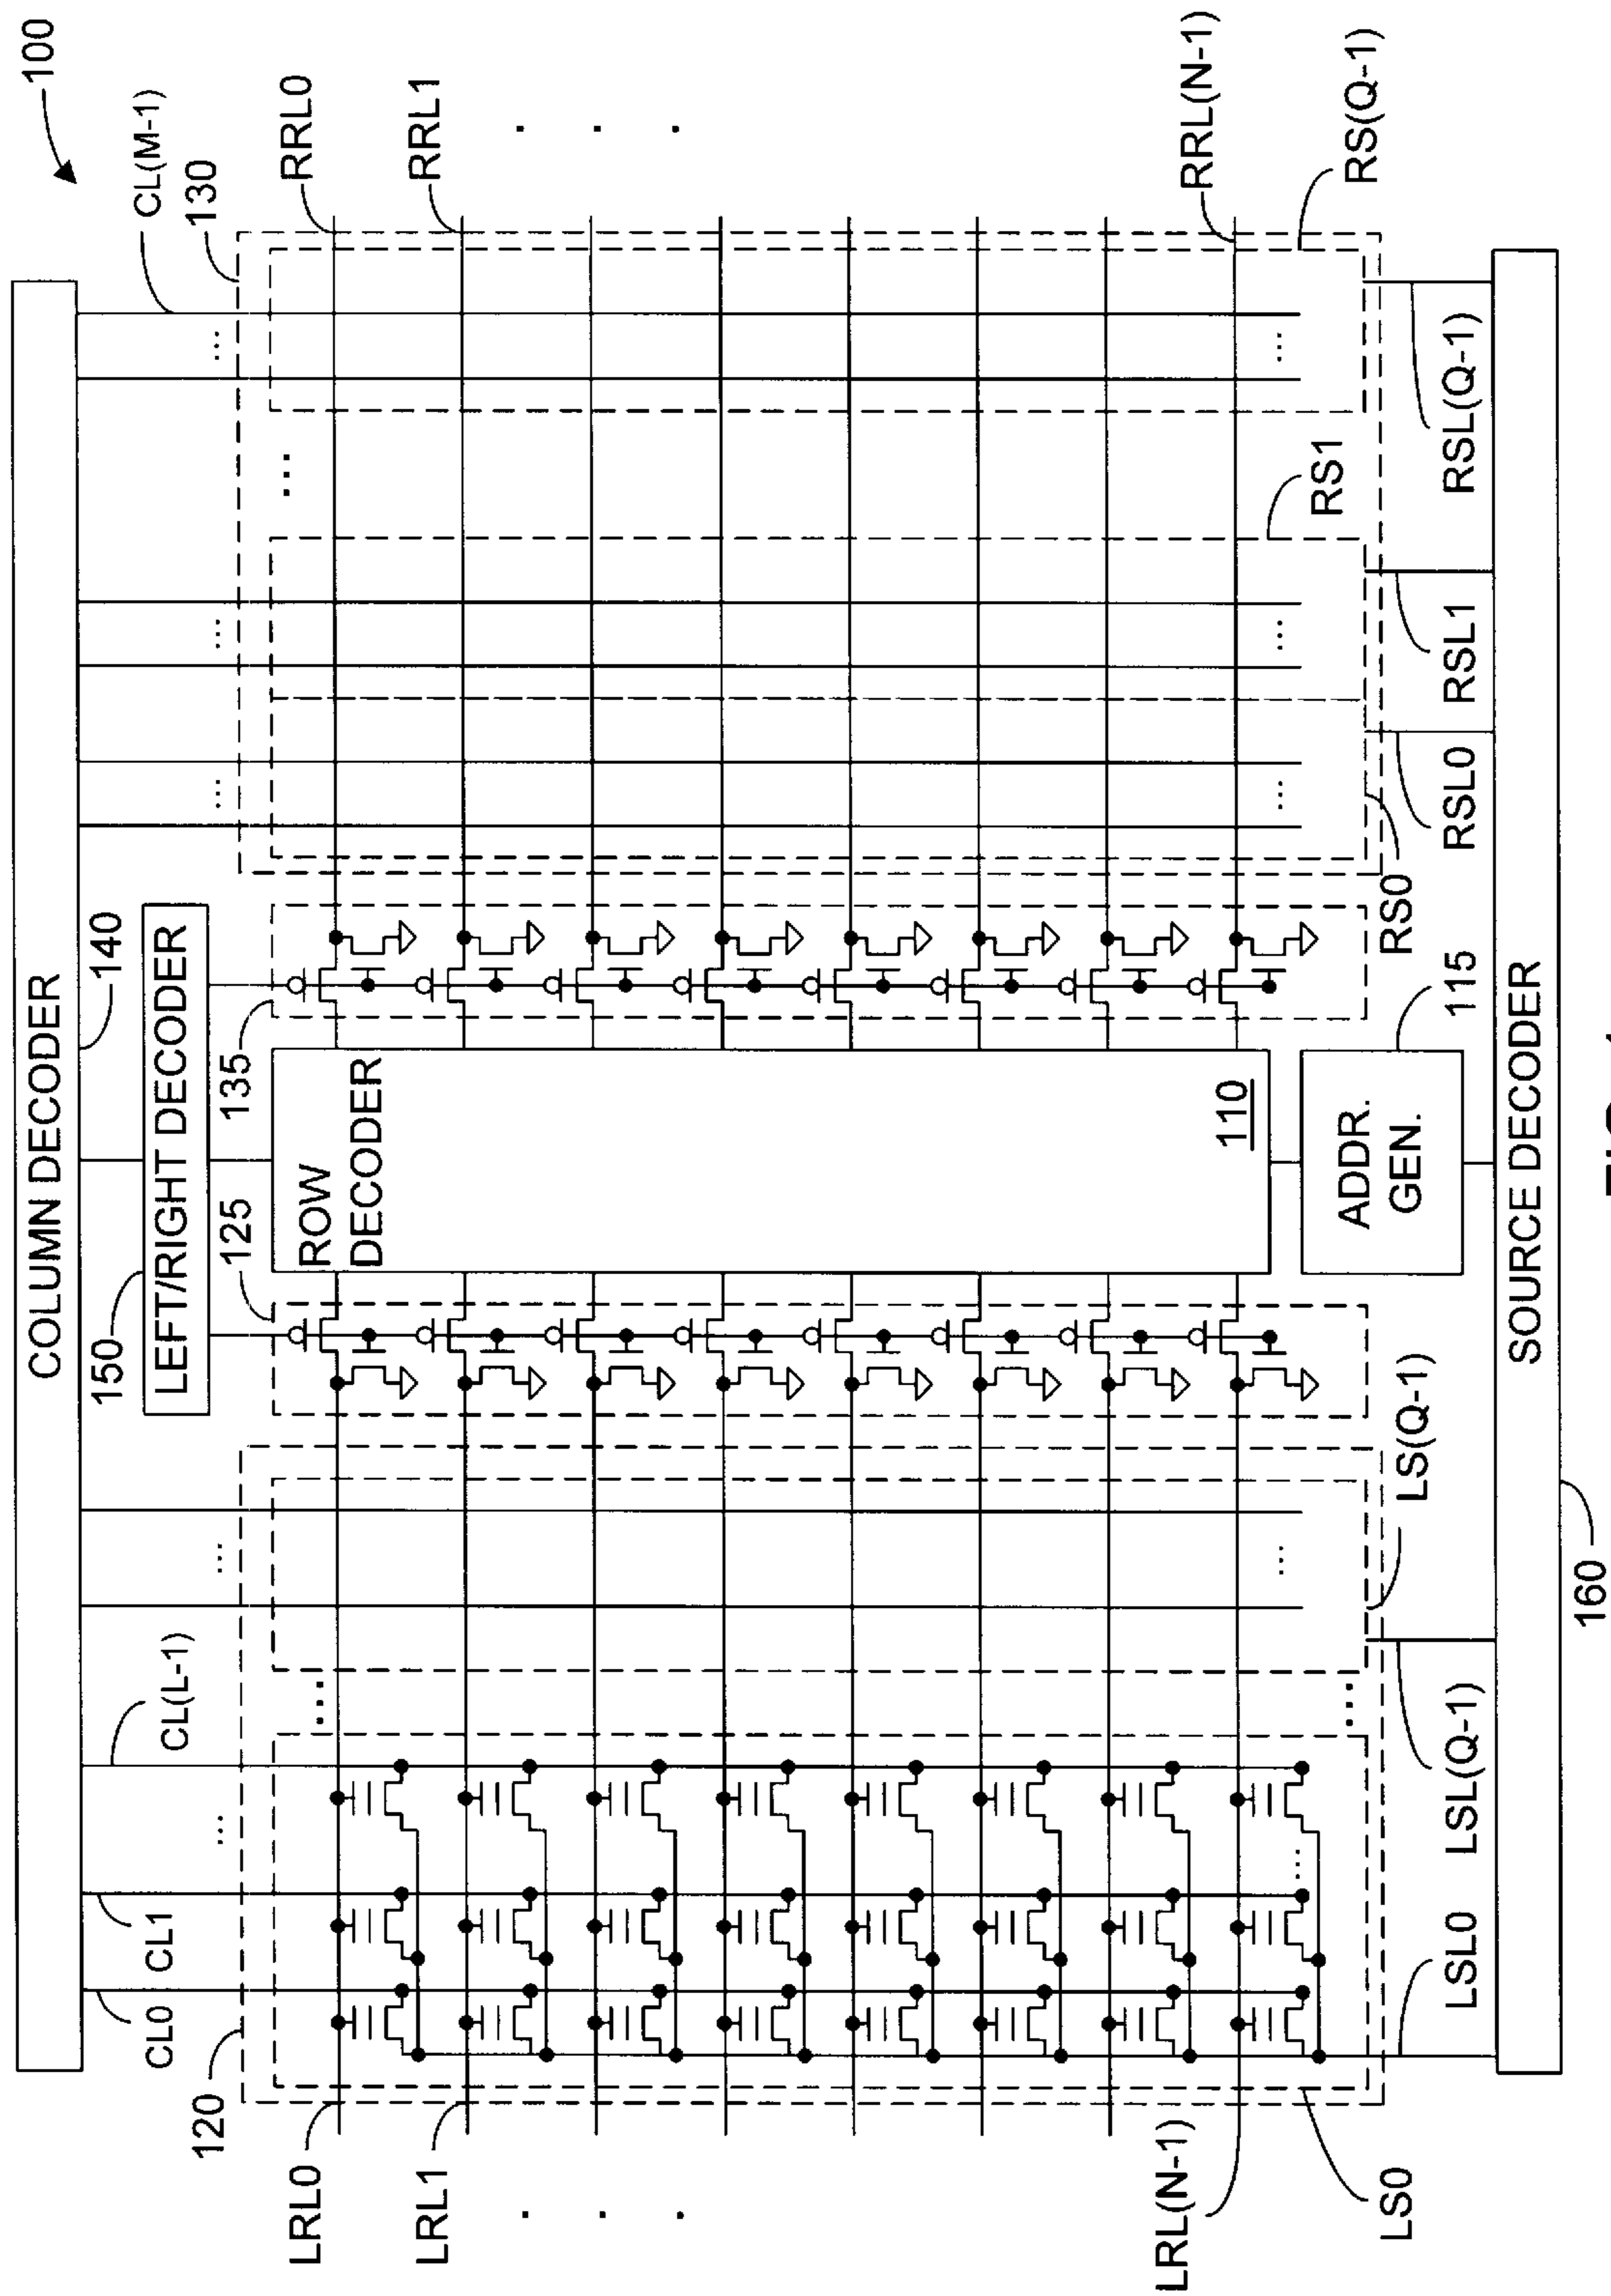 100
COLUMN DECODER
140
CL0
CL1
CL(L-1)
CL(M-1)
120
150
LEFT/RIGHT DECODER
125
135
130
...
...
...
...
...
LRL0
LRL1
.
.
.
LRL(N-1)
...
ROW
DECODER
110
...
RRL0
RRL1
.
.
.
RRL(N-1)
...
...
...
...
...
...
LS0
LS(Q-1)
ADDR.
GEN.
115
RS0
RS1
RS(Q-1)
LSL0
LSL(Q-1)
RSL0
RSL1
RSL(Q-1)
SOURCE DECODER
160